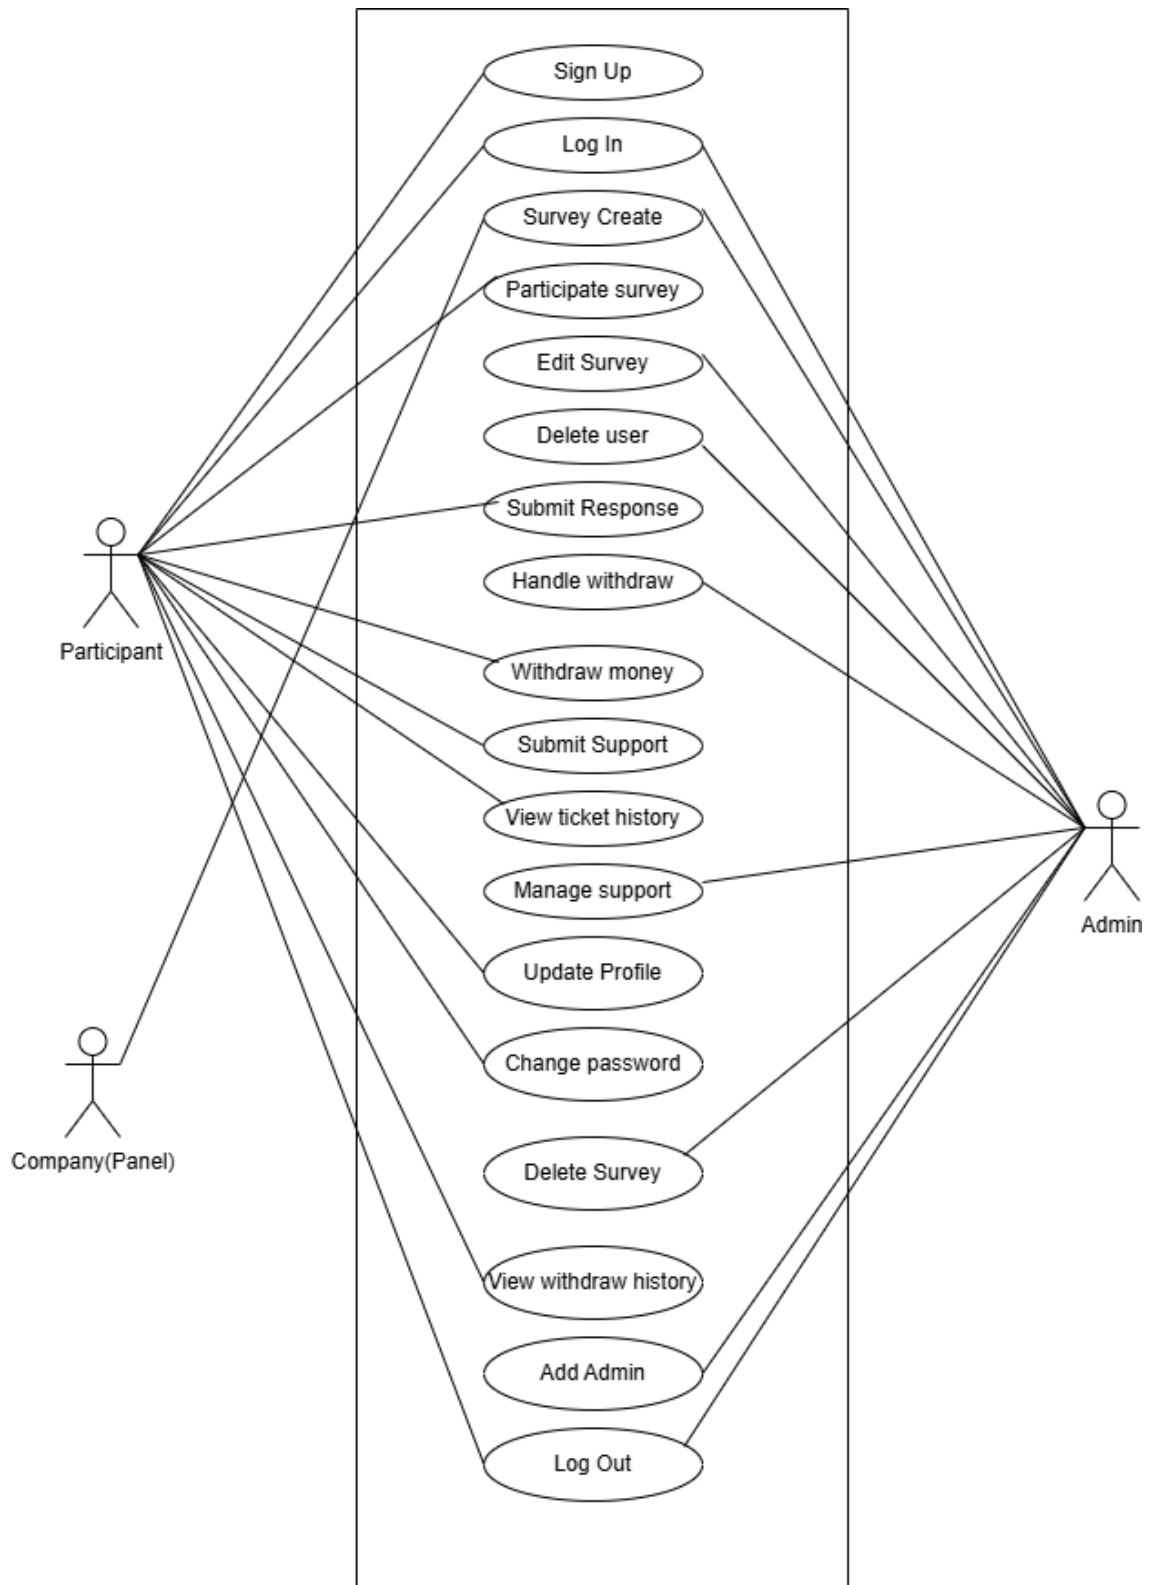 Sign Up
Log In
Survey Create
Participate survey
Edit Survey
Delete user
Submit Response
Handle withdraw
Participant
Withdraw money
Submit Support
View ticket history
Manage support
Admin
Update Profile
Change password
Company(Panel)
Delete Survey
View withdraw history
Add Admin
Log Out